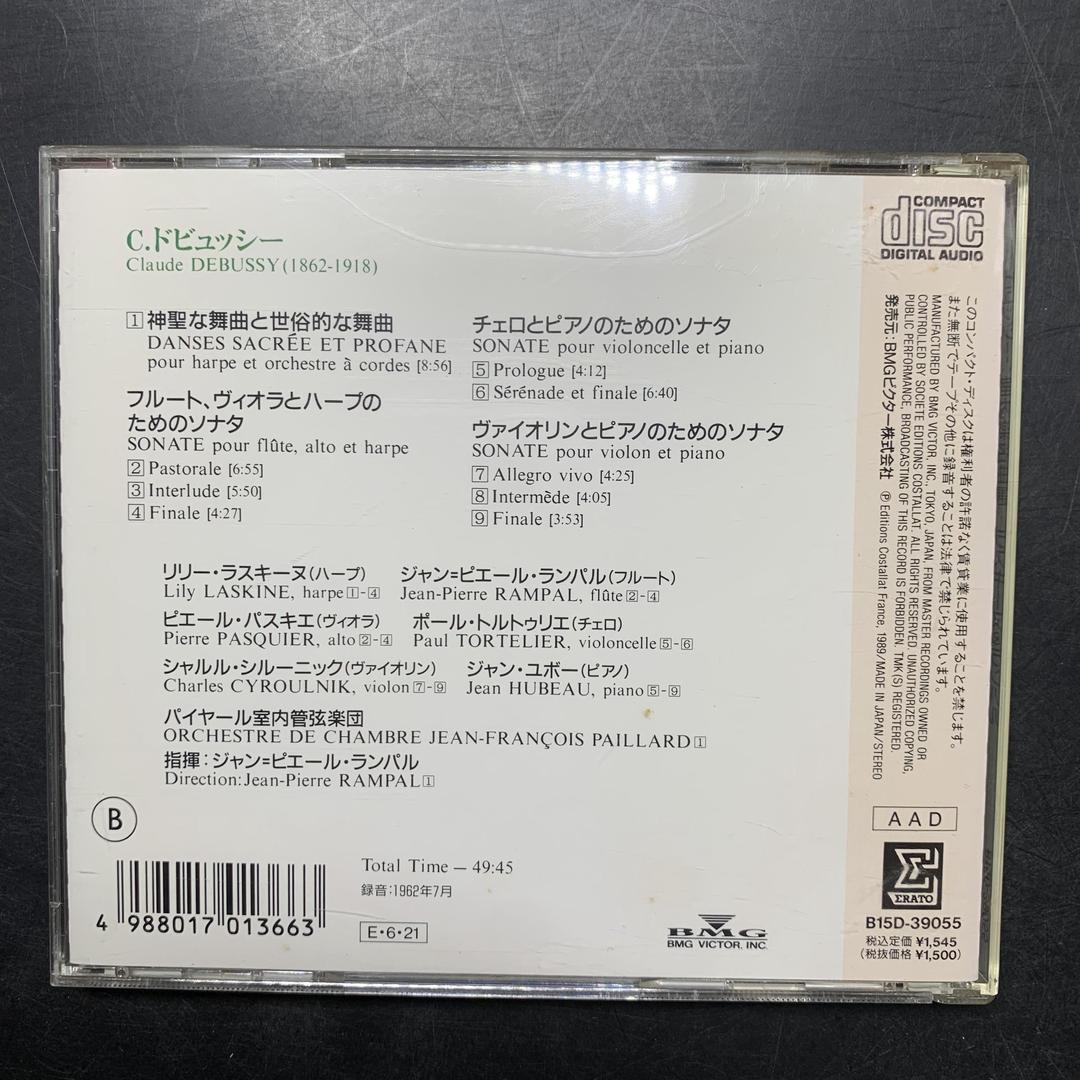 C.ドビュッシー
Claude DEBUSSY (1862-1918)
1 神聖な舞曲と世俗的な舞曲
DANSES SACRÉE ET PROFANE
pour harpe et orchestre à cordes [8:56]
フルート、ヴィオラとハープの
ためのソナタ
SONATE pour flûte, alto et harpe
2 Pastorale [6:55]
3 Interlude [5:50]
4 Finale [4:27]
チェロとピアノのためのソナタ
SONATE pour violoncelle et piano
5 Prologue [4:12]
6 Sérénade et finale [6:40]
ヴァイオリンとピアノのためのソナタ
SONATE pour violon et piano
7 Allegro vivo [4:25]
8 Intermède [4:05]
9 Finale [3:53]
リリー・ラスキーヌ(ハープ)
Lily LASKINE, harpe 1-4
ジャン=ピエール・ランパル(フルート)
Jean-Pierre RAMPAL, flûte 2-4
ピエール・パスキエ(ヴィオラ)
Pierre PASQUIER, alto 2-4
ポール・トルトゥリエ(チェロ)
Paul TORTELIER, violoncelle 5-6
シャルル・シルーニック(ヴァイオリン)
Charles CYROULNIK, violon 7-9
ジャン・ユボー(ピアノ)
Jean HUBEAU, piano 5-9
パイヤール室内管弦楽団
ORCHESTRE DE CHAMBRE JEAN-FRANÇOIS PAILLARD 1
指揮:ジャン=ピエール・ランパル
Direction:Jean-Pierre RAMPAL 1
B
4 988017 013663
Total Time — 49:45
録音:1962年7月
E・6・21
BMG
BMG VICTOR, INC.
COMPACT
disc
DIGITAL AUDIO
このコンパクト・ディスクは権利者の許諾なく賃貸業に使用することを禁じます。
また無断でテープその他に録音することは法律で禁じられています。
MANUFACTURED BY BMG VICTOR, INC., TOKYO, JAPAN, FROM MASTER RECORDINGS OWNED OR
CONTROLLED BY SOCIETE EDITIONS COSTALLAT. ALL RIGHTS RESERVED. UNAUTHORIZED COPYING,
PUBLIC PERFORMANCE, BROADCASTING OF THIS RECORD IS FORBIDDEN. TMK(S) REGISTERED.
発売元:BMGビクター株式会社 ℗ Editions Costallat France, 1989/MADE IN JAPAN/STEREO
AAD
ERATO
B15D-39055
税込定価 ¥1,545
(税抜価格 ¥1,500)